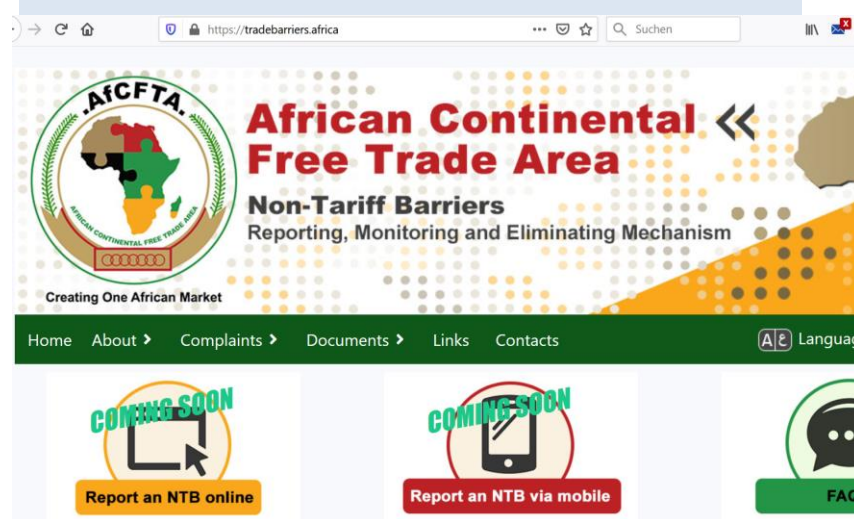 https://tradebarriers.africa
Suchen
AfCFTA
AFRICAN CONTINENTAL FREE TRADE AREA
Creating One African Market
African Continental
Free Trade Area
Non-Tariff Barriers
Reporting, Monitoring and Eliminating Mechanism
Home About Complaints Documents Links Contacts Languag
COMING SOON
Report an NTB online
COMING SOON
Report an NTB via mobile
FAQ